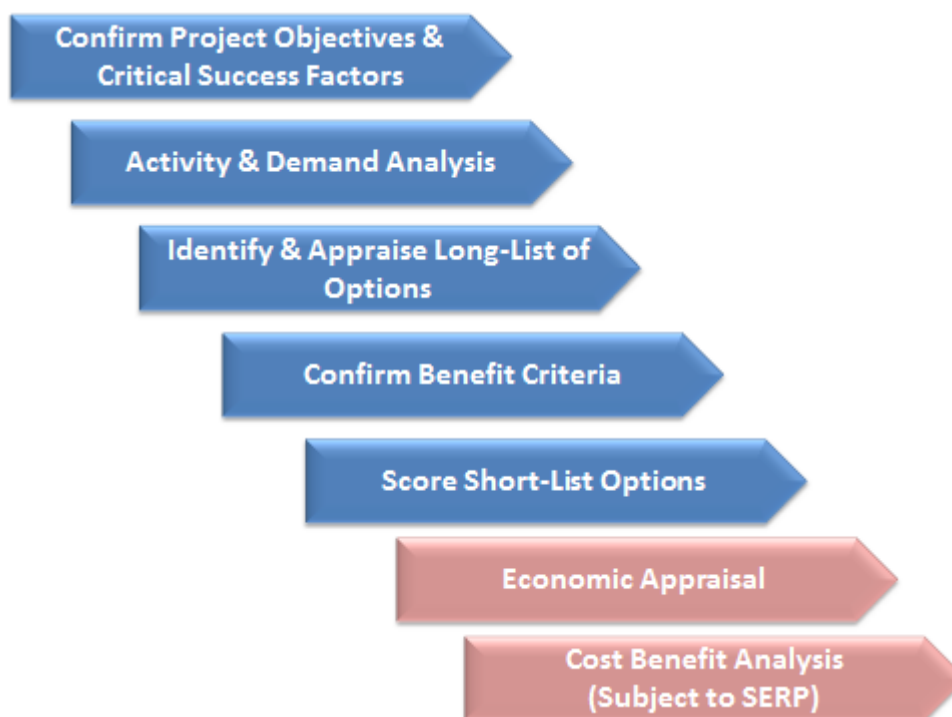 Confirm Project Objectives &
Critical Success Factors
Activity & Demand Analysis
Identify & Appraise Long-List of
Options
Confirm Benefit Criteria
Score Short-List Options
Economic Appraisal
Cost Benefit Analysis
(Subject to SERP)